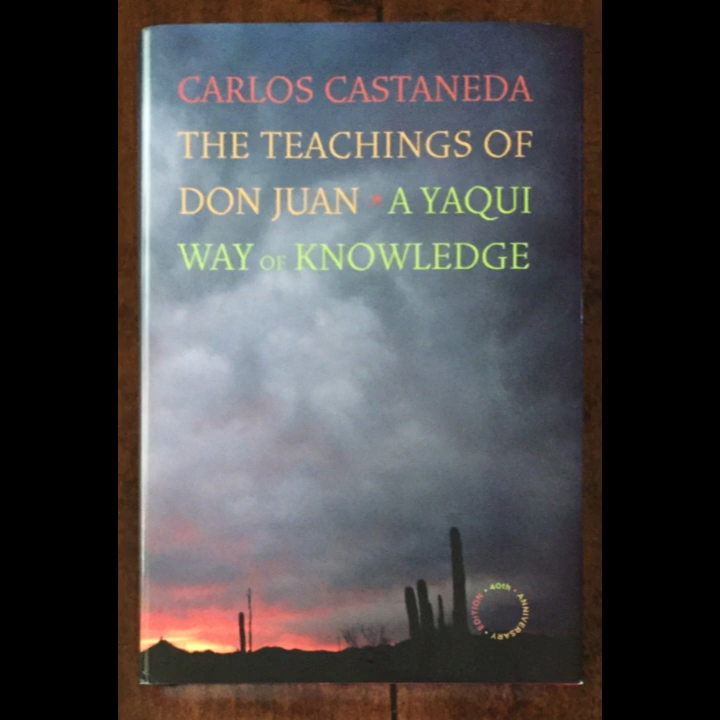 CARLOS CASTANEDA
THE TEACHINGS OF
DON JUAN * A YAQUI
WAY OF KNOWLEDGE
• 40th • ANNIVERSARY • EDITION